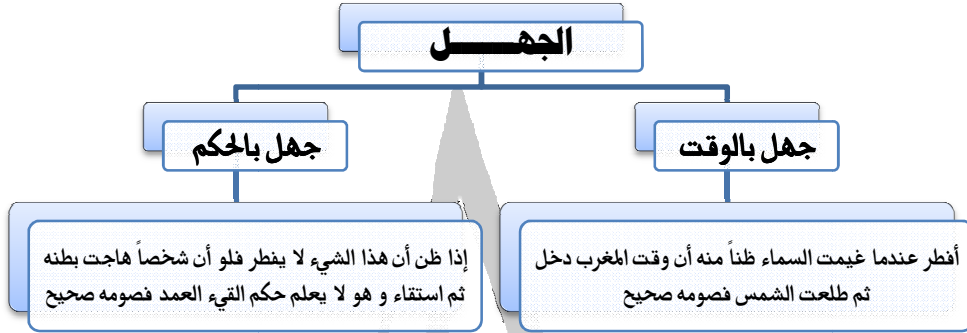 الجهـــــــل
جهل بالوقت
أفطر عندما غيمت السماء ظناً منه أن وقت المغرب دخل
ثم طلعت الشمس فصومه صحيح
جهل بالحكم
إذا ظن أن هذا الشيء لا يفطر فلو أن شخصاً هاجت بطنه
ثم استقاء و هو لا يعلم حكم القيء العمد فصومه صحيح